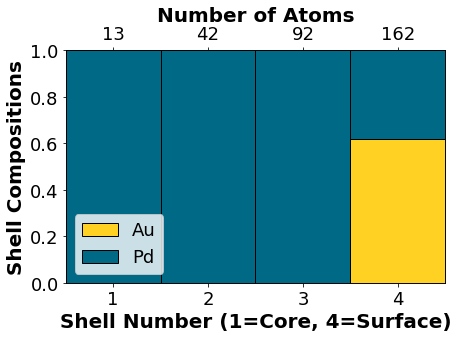 Number of Atoms
13 42 92 162
Shell Compositions
1.0
0.8
0.6
0.4
0.2
0.0
Au
Pd
1 2 3 4
Shell Number (1=Core, 4=Surface)